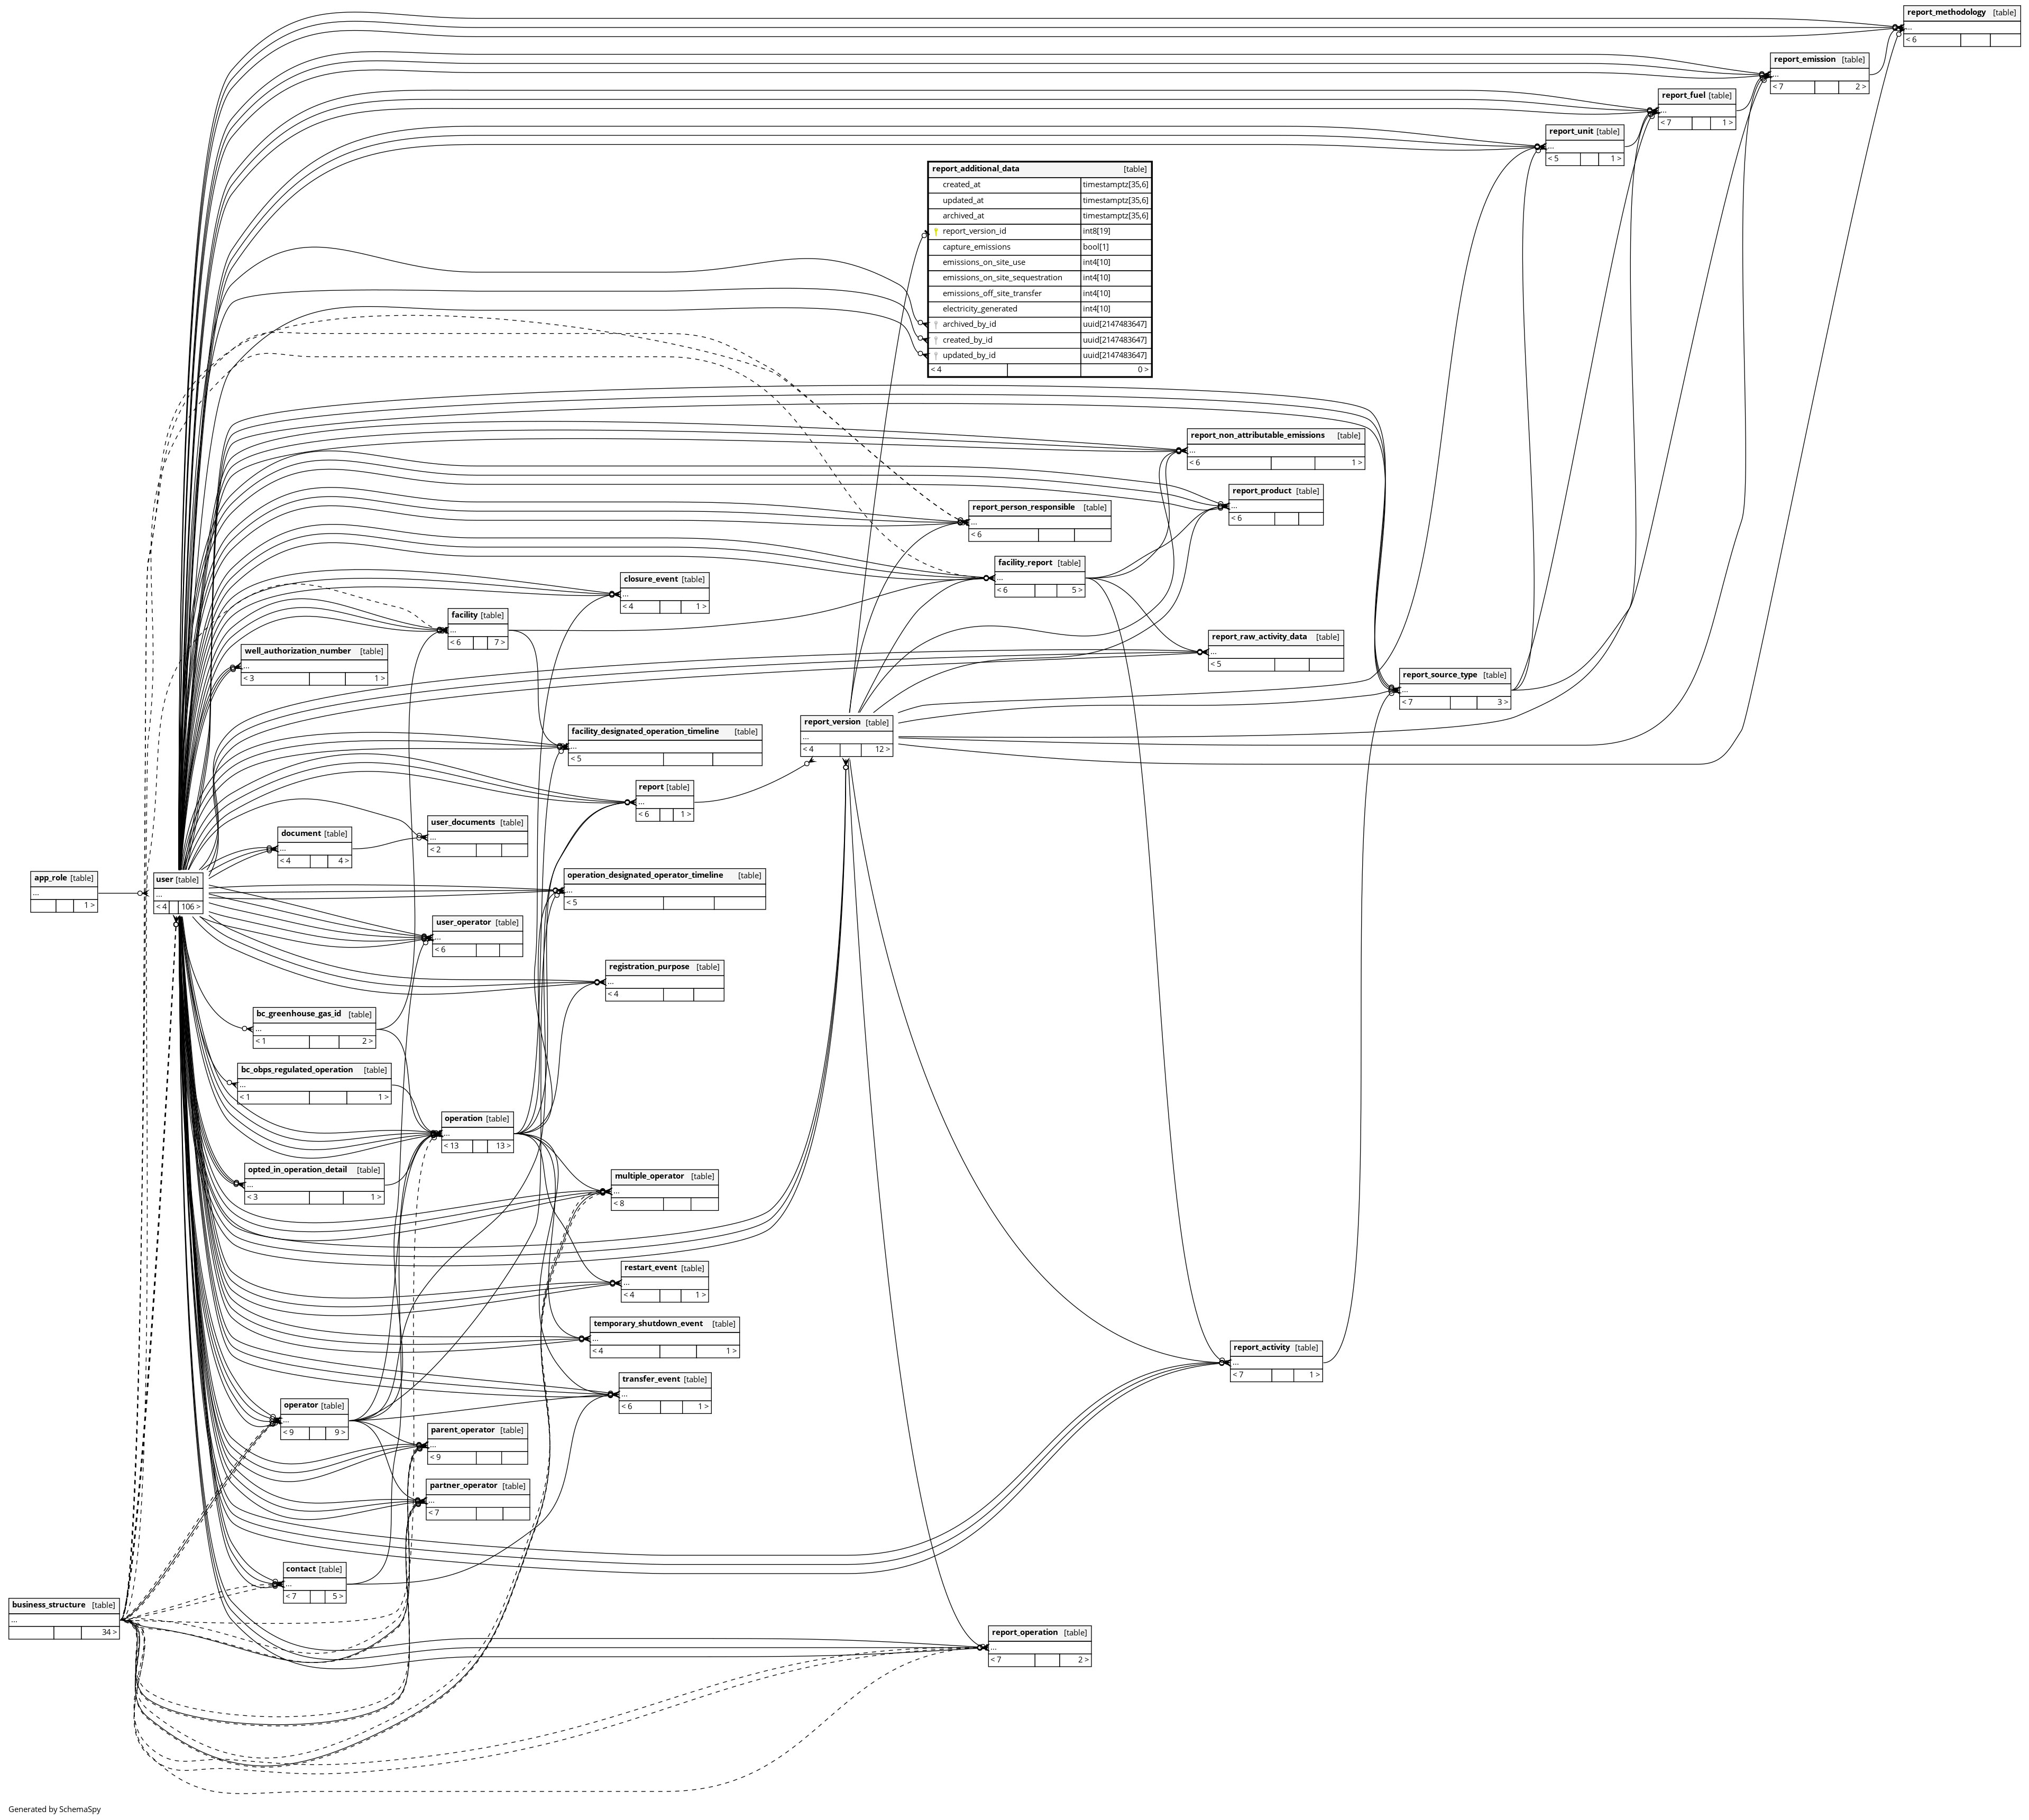 report_methodology [table]
...
< 6
report_emission [table]
...
< 7 2 >
report_fuel [table]
...
< 7 1 >
report_unit [table]
...
< 5 1 >
report_additional_data [table]
created_at timestamptz[35,6]
updated_at timestamptz[35,6]
archived_at timestamptz[35,6]
report_version_id int8[19]
capture_emissions bool[1]
emissions_on_site_use int4[10]
emissions_on_site_sequestration int4[10]
emissions_off_site_transfer int4[10]
electricity_generated int4[10]
archived_by_id uuid[2147483647]
created_by_id uuid[2147483647]
updated_by_id uuid[2147483647]
< 4 0 >
report_non_attributable_emissions [table]
...
< 6 1 >
report_product [table]
...
< 6
report_person_responsible [table]
...
< 6
facility_report [table]
...
< 6 5 >
closure_event [table]
...
< 4 1 >
facility [table]
...
< 6 7 >
report_raw_activity_data [table]
...
< 5
well_authorization_number [table]
...
< 3 1 >
report_source_type [table]
...
< 7 3 >
report_version [table]
...
< 4 12 >
facility_designated_operation_timeline [table]
...
< 5
report [table]
...
< 6 1 >
user_documents [table]
...
< 2
document [table]
...
< 4 4 >
operation_designated_operator_timeline [table]
...
< 5
app_role [table]
...
1 >
user [table]
...
< 4 106 >
user_operator [table]
...
< 6
registration_purpose [table]
...
< 4
bc_greenhouse_gas_id [table]
...
< 1 2 >
bc_obps_regulated_operation [table]
...
< 1 1 >
operation [table]
...
< 13 13 >
opted_in_operation_detail [table]
...
< 3 1 >
multiple_operator [table]
...
< 8
restart_event [table]
...
< 4 1 >
temporary_shutdown_event [table]
...
< 4 1 >
report_activity [table]
...
< 7 1 >
transfer_event [table]
...
< 6 1 >
operator [table]
...
< 9 9 >
parent_operator [table]
...
< 9
partner_operator [table]
...
< 7
contact [table]
...
< 7 5 >
business_structure [table]
...
34 >
report_operation [table]
...
< 7 2 >
Generated by SchemaSpy